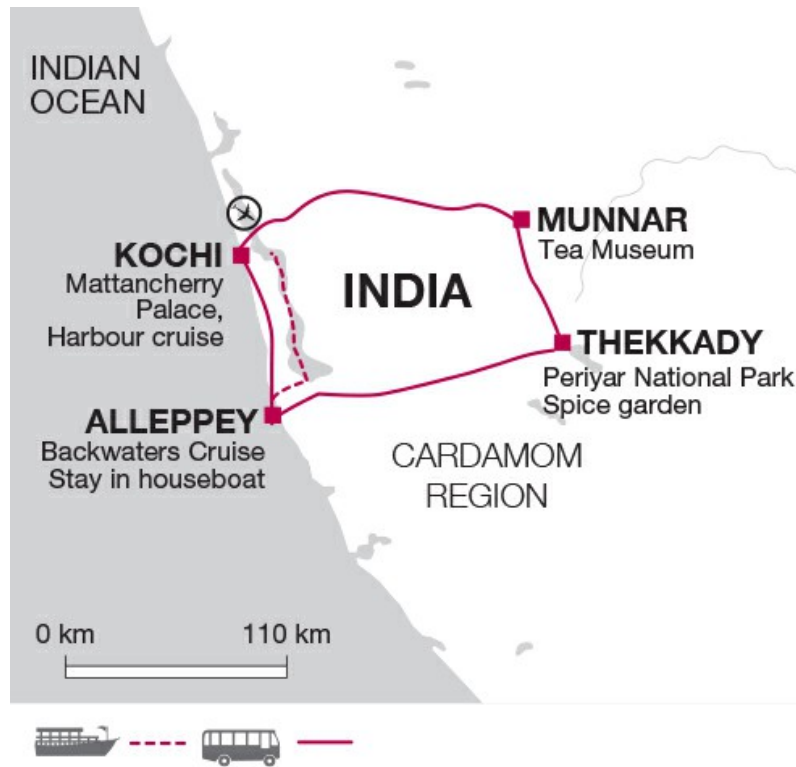 INDIAN
OCEAN
KOCHI
Mattancherry
Palace,
Harbour cruise
MUNNAR
Tea Museum
INDIA
THEKKADY
Periyar National Park
Spice garden
ALLEPPEY
Backwaters Cruise
Stay in houseboat
CARDAMOM
REGION
0 km
110 km